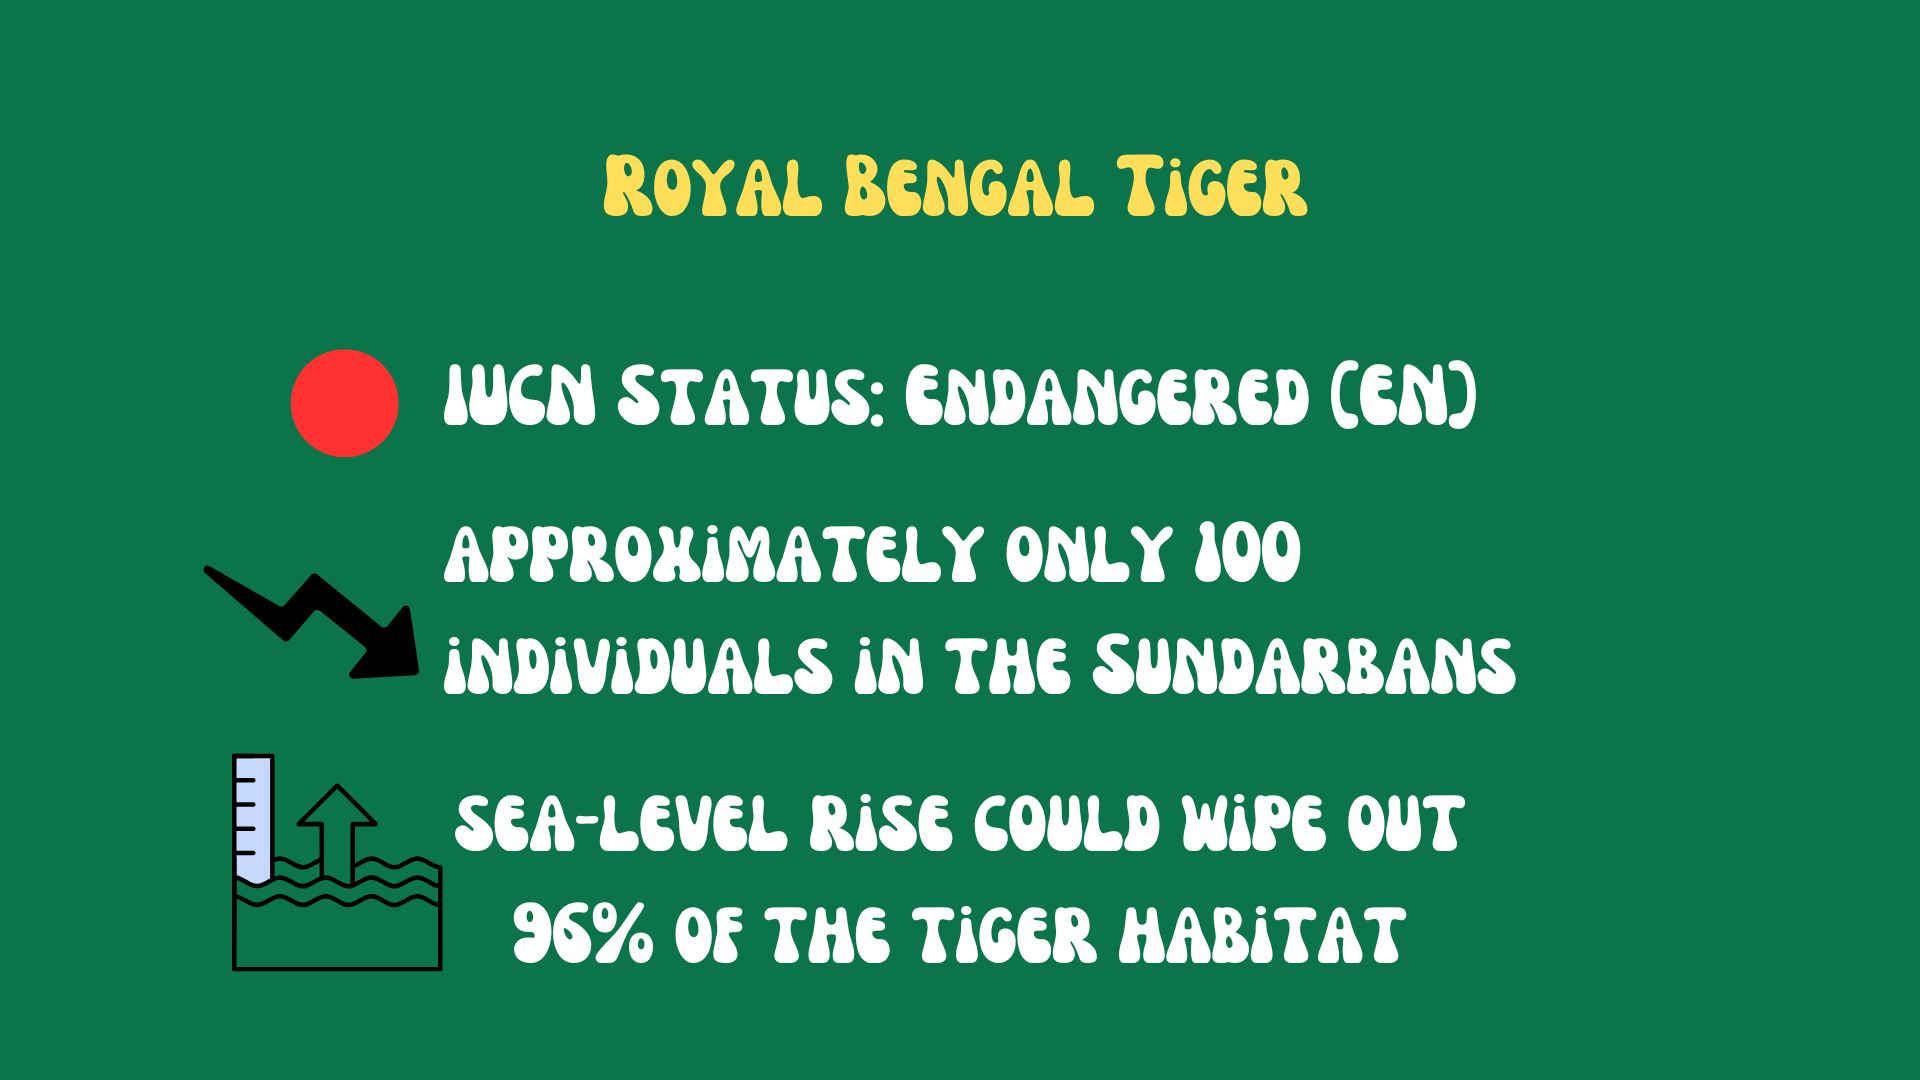 Royal Bengal Tiger
IUCN Status: Endangered (EN)
approximately only 100
individuals in the Sundarbans
sea-level rise could wipe out
96% of the tiger habitat